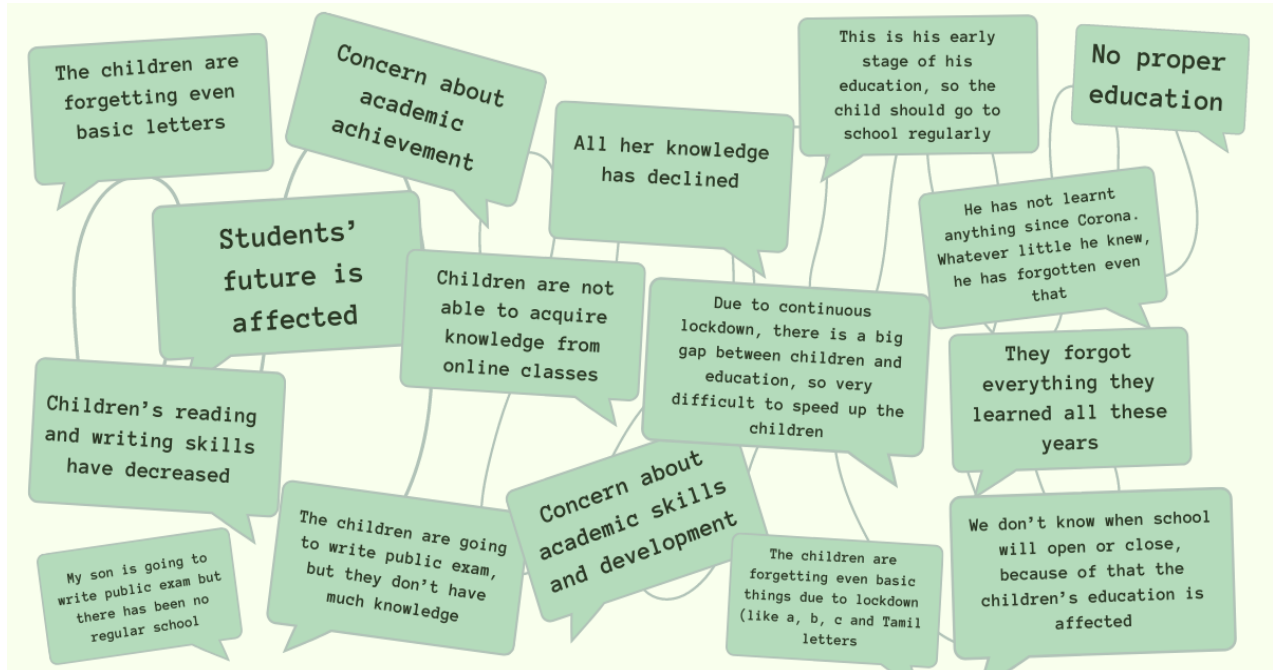 The children are
forgetting even
basic letters
Concern about
academic
achievement
All her knowledge
has declined
This is his early
stage of his
education, so the
child should go to
school regularly
No proper
education
Students’
future is
affected
Children are not
able to acquire
knowledge from
online classes
Due to continuous
lockdown, there is a big
gap between children and
education, so very
difficult to speed up the
children
He has not learnt
anything since Corona.
Whatever little he knew,
he has forgotten even
that
They forgot
everything they
learned all these
years
Children’s reading
and writing skills
have decreased
The children are going
to write public exam,
but they don’t have
much knowledge
Concern about
academic skills
and development
My son is going to
write public exam but
there has been no
regular school
The children are
forgetting even basic
things due to lockdown
(like a, b, c and Tamil
letters
We don’t know when school
will open or close,
because of that the
children’s education is
affected